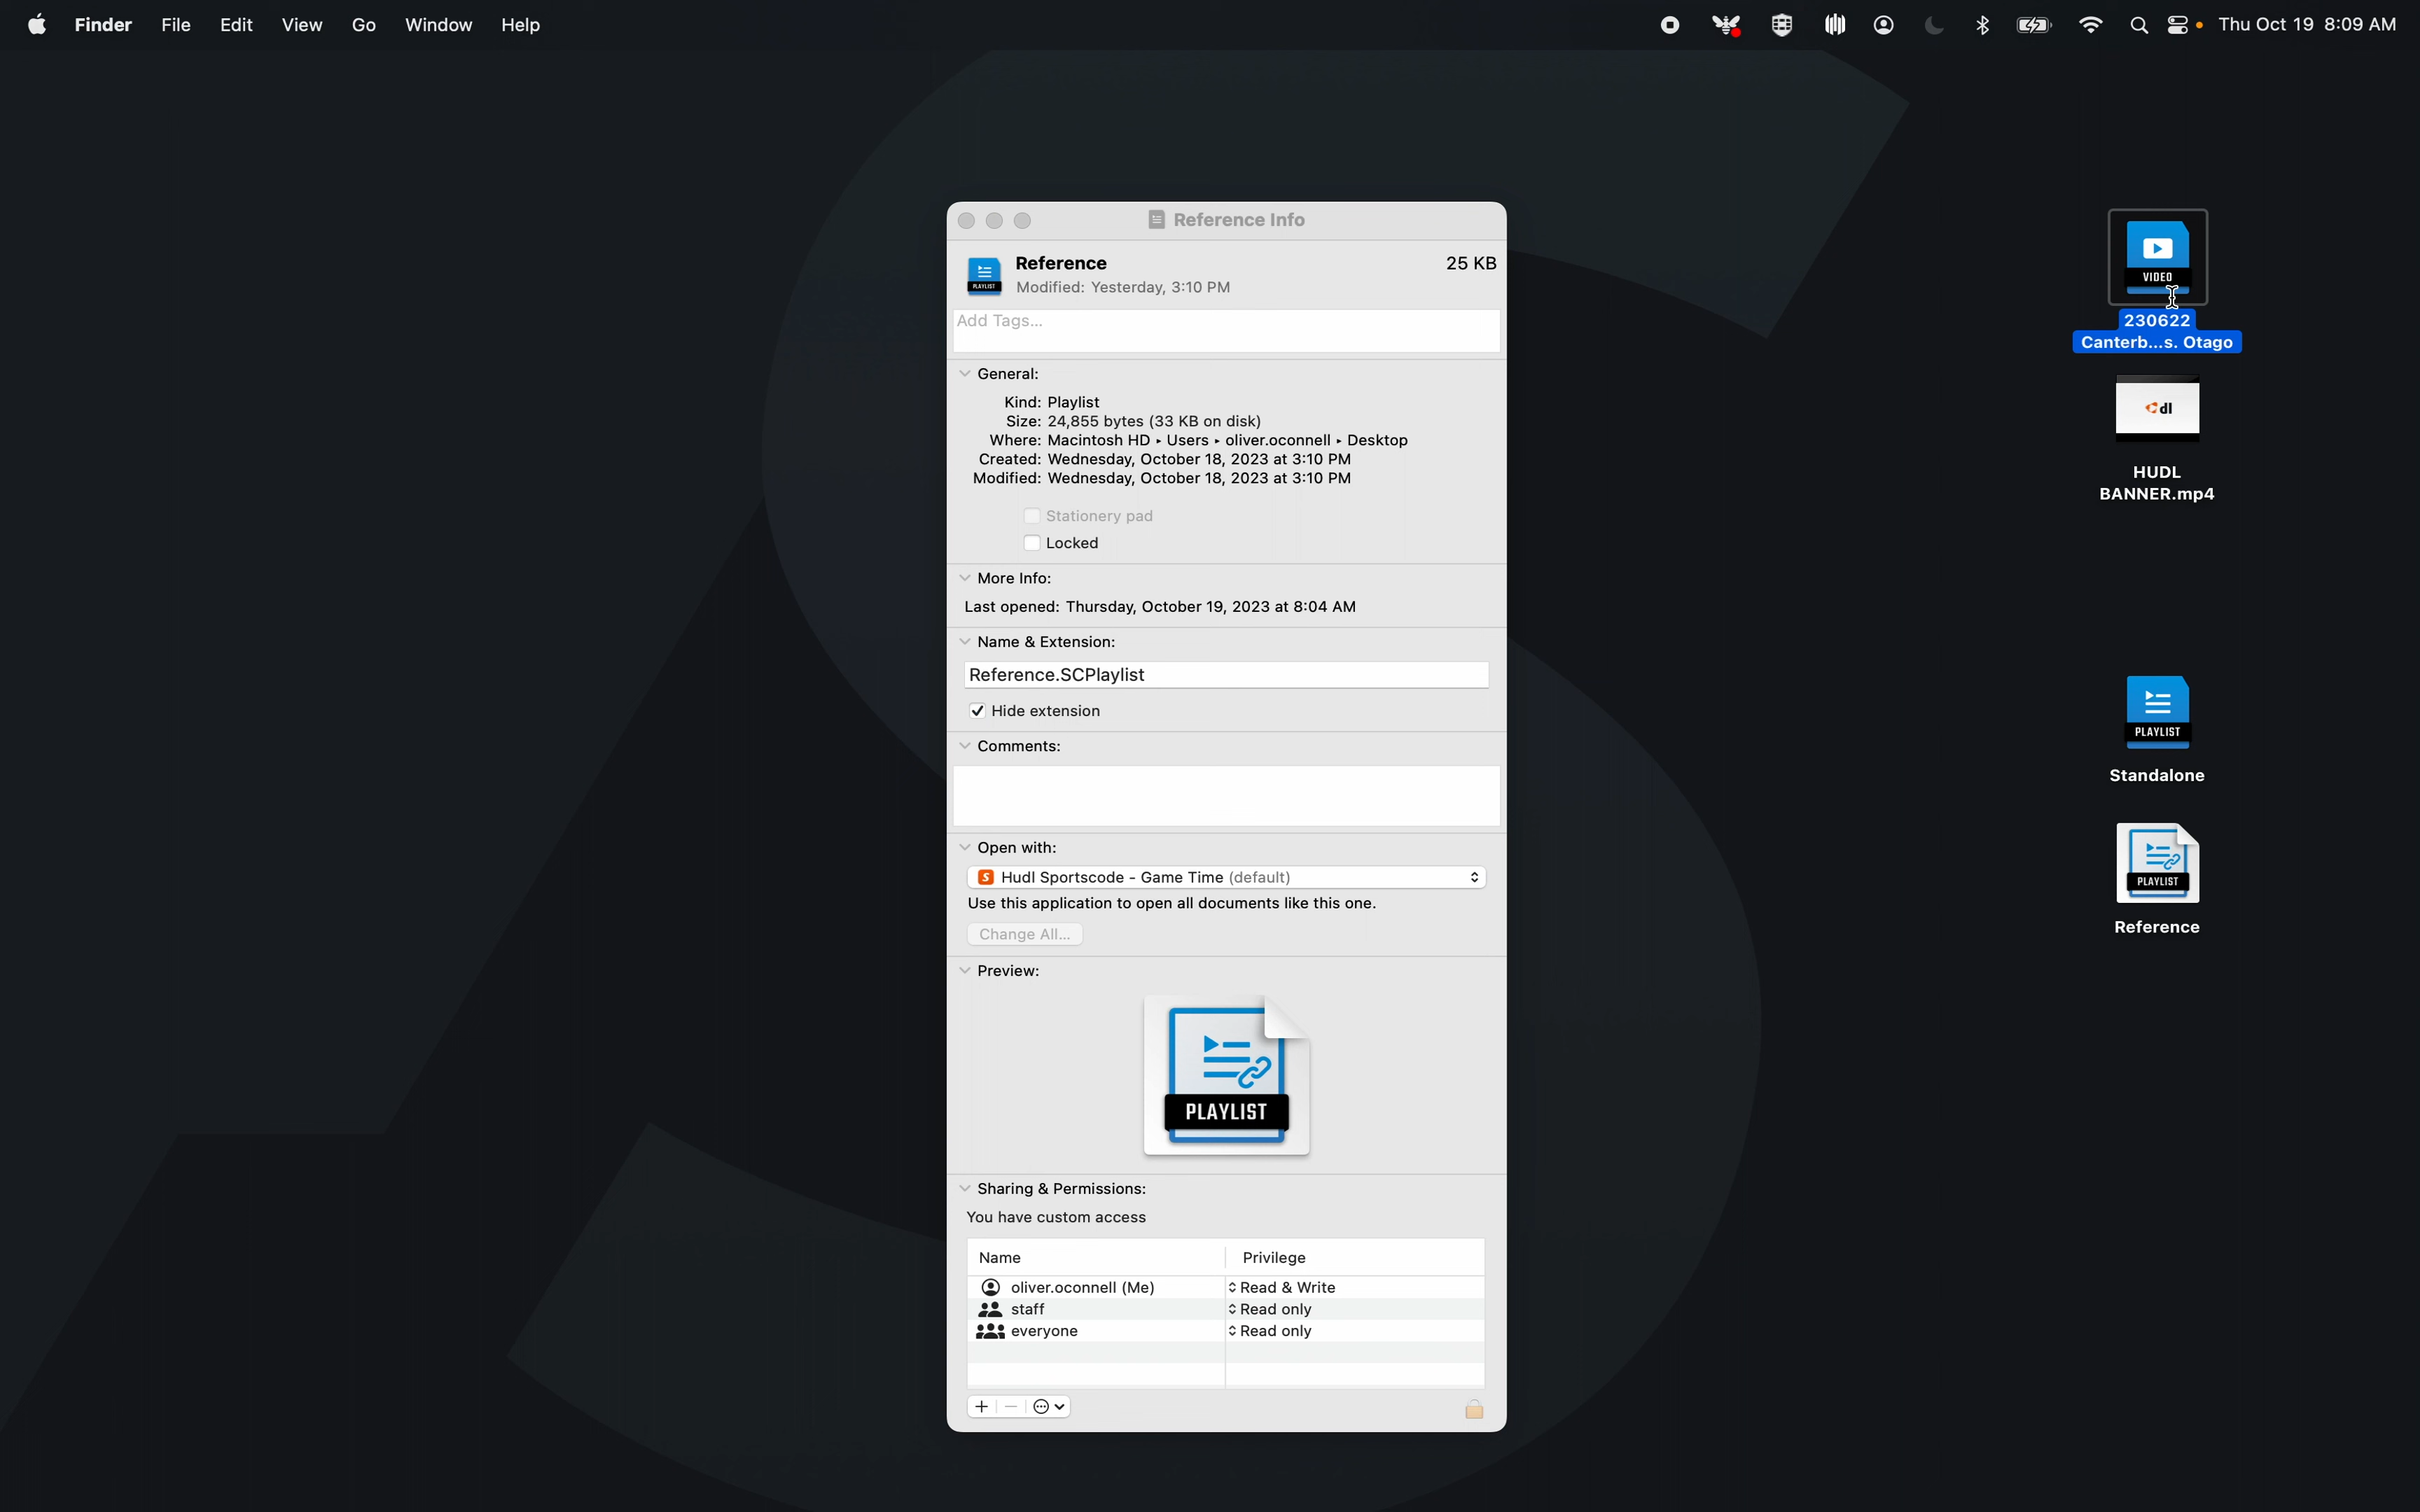 Finder File Edit View Go Window Help Thu Oct 19 8:09 AM
Reference Info
Reference 25 KB
PLAYLIST
Modified: Yesterday, 3:10 PM
Add Tags...
General:
Kind: Playlist
Size: 24,855 bytes (33 KB on disk)
Where: Macintosh HD ▸ Users ▸ oliver.oconnell ▸ Desktop
Created: Wednesday, October 18, 2023 at 3:10 PM
Modified: Wednesday, October 18, 2023 at 3:10 PM
Stationery pad
Locked
More Info:
Last opened: Thursday, October 19, 2023 at 8:04 AM
Name & Extension:
Reference.SCPlaylist
Hide extension
Comments:
Open with:
S Hudl Sportscode - Game Time (default)
Use this application to open all documents like this one.
Change All...
Preview:
PLAYLIST
Sharing & Permissions:
You have custom access
Name Privilege
oliver.oconnell (Me) Read & Write
staff Read only
everyone Read only
VIDEO
230622
Canterb...s. Otago
dl
HUDL
BANNER.mp4
PLAYLIST
Standalone
PLAYLIST
Reference